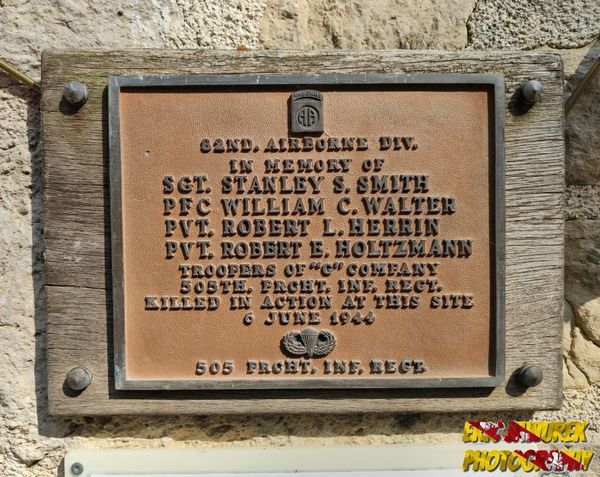 AIRBORNE
AA
82ND. AIRBORNE DIV.
IN MEMORY OF
SGT. STANLEY S. SMITH
PFC WILLIAM C. WALTER
PVT. ROBERT L. HERRIN
PVT. ROBERT E. HOLTZMANN
TROOPERS OF "G" COMPANY
505TH. PRCHT. INF. REGT.
KILLED IN ACTION AT THIS SITE
6 JUNE 1944
505 PRCHT. INF. REGT.
PHOTOGRAPHY